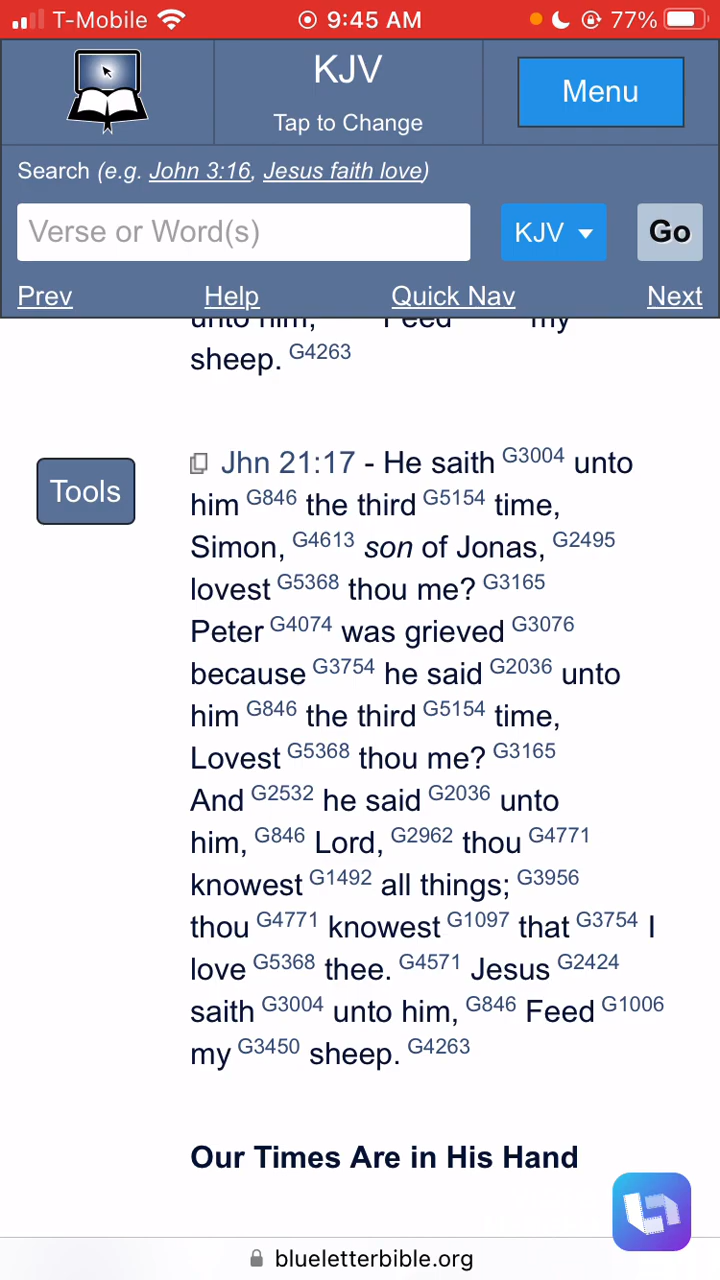 T-Mobile 9:45 AM 77%
KJV
Tap to Change
Menu
Search (e.g. John 3:16, Jesus faith love)
Verse or Word(s) KJV Go
Prev Help Quick Nav Next
unto him, Feed my
sheep. G4263
Tools
Jhn 21:17 - He saith G3004 unto
him G846 the third G5154 time,
Simon, G4613 son of Jonas, G2495
lovest G5368 thou me? G3165
Peter G4074 was grieved G3076
because G3754 he said G2036 unto
him G846 the third G5154 time,
Lovest G5368 thou me? G3165
And G2532 he said G2036 unto
him, G846 Lord, G2962 thou G4771
knowest G1492 all things; G3956
thou G4771 knowest G1097 that G3754 I
love G5368 thee. G4571 Jesus G2424
saith G3004 unto him, G846 Feed G1006
my G3450 sheep. G4263
Our Times Are in His Hand
blueletterbible.org